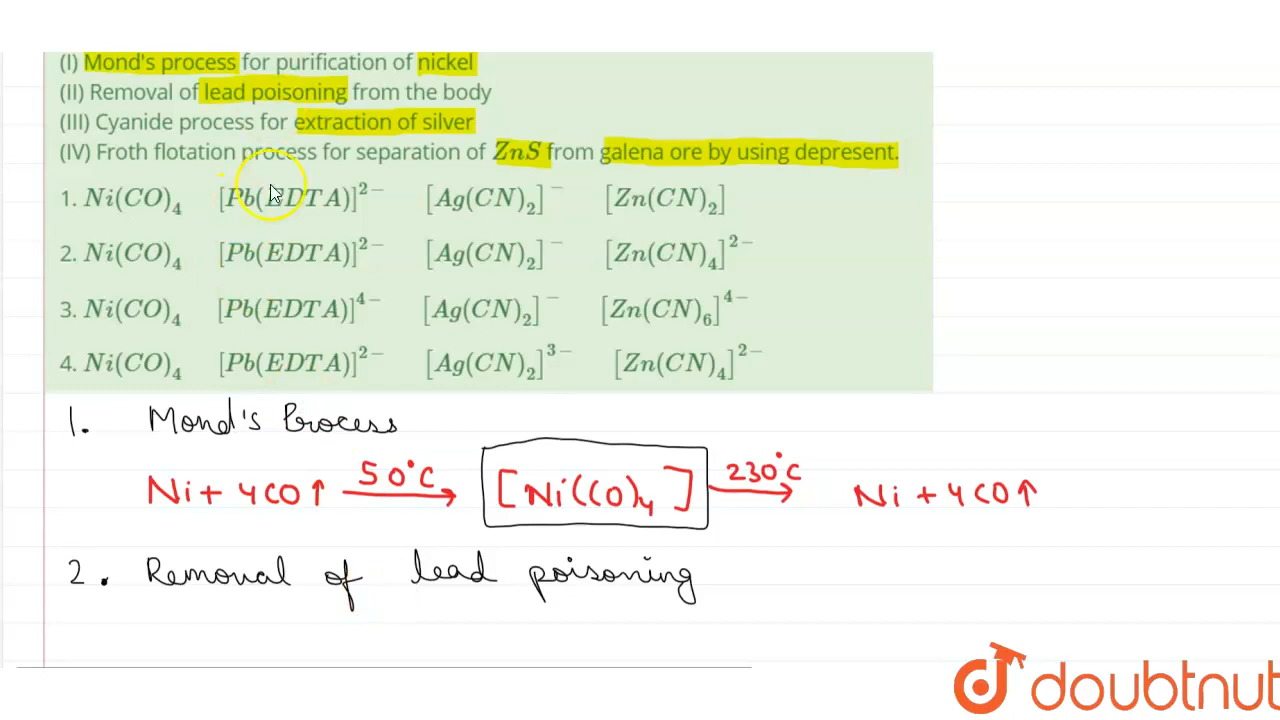 (I) Mond's process for purification of nickel
(II) Removal of lead poisoning from the body
(III) Cyanide process for extraction of silver
(IV) Froth flotation process for separation of ZnS from galena ore by using depresent.
1. Ni(CO)₄ [Pb(EDTA)]²⁻ [Ag(CN)₂]⁻ [Zn(CN)₂]
2. Ni(CO)₄ [Pb(EDTA)]²⁻ [Ag(CN)₂]⁻ [Zn(CN)₄]²⁻
3. Ni(CO)₄ [Pb(EDTA)]⁴⁻ [Ag(CN)₂]⁻ [Zn(CN)₆]⁴⁻
4. Ni(CO)₄ [Pb(EDTA)]²⁻ [Ag(CN)₂]³⁻ [Zn(CN)₄]²⁻
1. Mond's Process
Ni + 4CO↑ 50°C → [Ni(CO)₄] 230°C → Ni + 4CO↑
2. Removal of lead poisoning
doubtnut